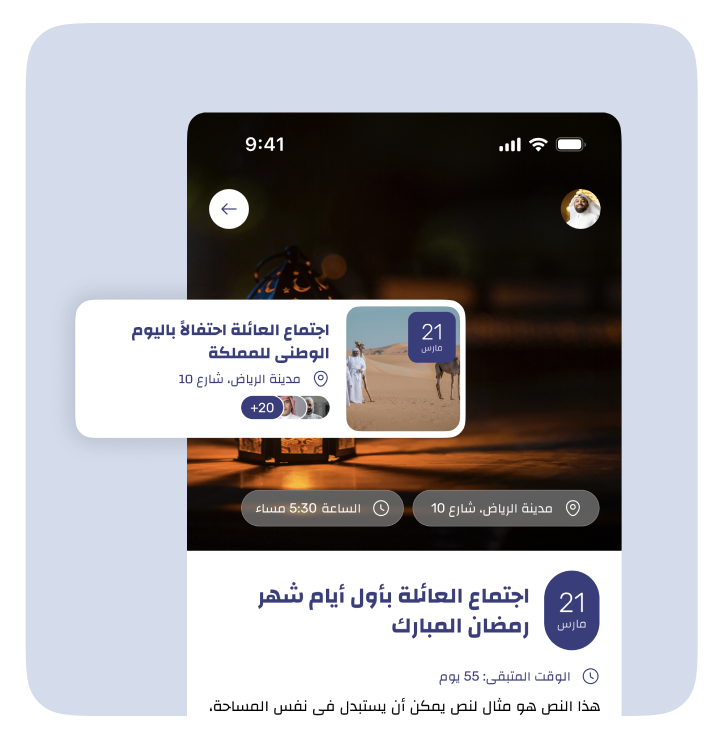 9:41
21
مارس
اجتماع العائلة احتفالاً باليوم
الوطني للمملكة
مدينة الرياض، شارع 10
+20
مدينة الرياض، شارع 10
الساعة 5:30 مساء
21
مارس
اجتماع العائلة بأول أيام شهر
رمضان المبارك
الوقت المتبقي: 55 يوم
هذا النص هو مثال لنص يمكن أن يستبدل في نفس المساحة،